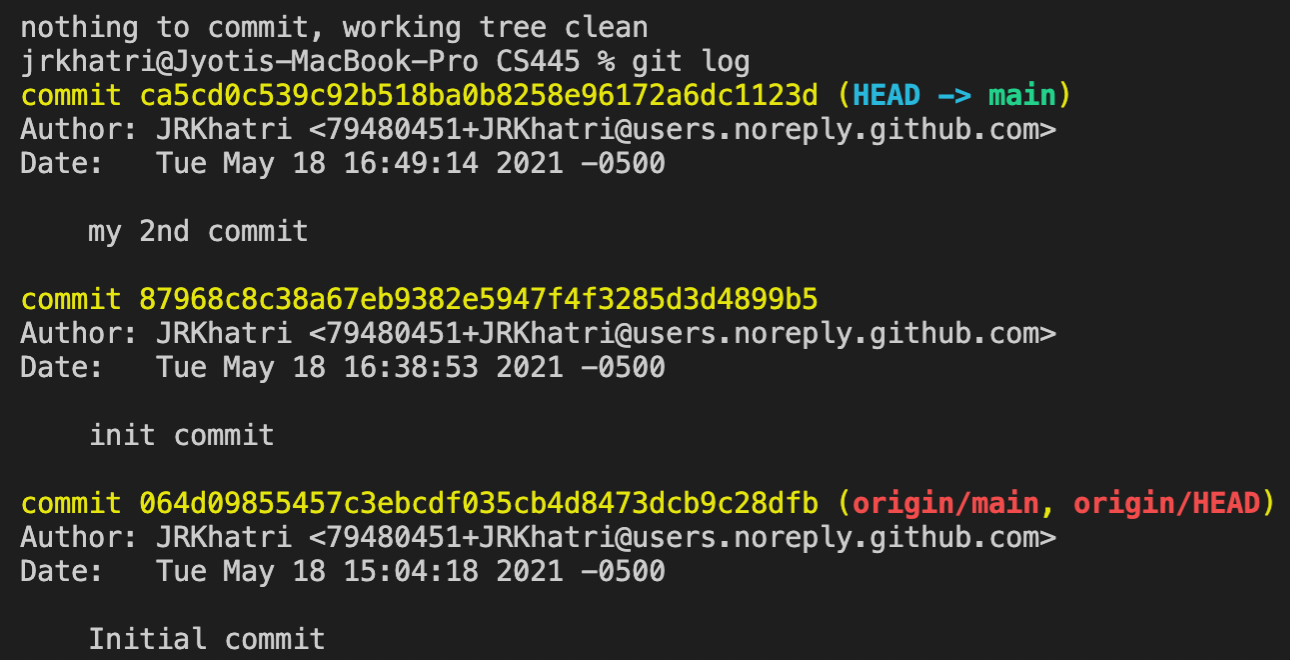 nothing to commit, working tree clean
jrkhatri@Jyotis-MacBook-Pro CS445 % git log
commit ca5cd0c539c92b518ba0b8258e96172a6dc1123d (HEAD -> main)
Author: JRKhatri <79480451+JRKhatri@users.noreply.github.com>
Date:   Tue May 18 16:49:14 2021 -0500
    my 2nd commit
commit 87968c8c38a67eb9382e5947f4f3285d3d4899b5
Author: JRKhatri <79480451+JRKhatri@users.noreply.github.com>
Date:   Tue May 18 16:38:53 2021 -0500
    init commit
commit 064d09855457c3ebcdf035cb4d8473dcb9c28dfb (origin/main, origin/HEAD)
Author: JRKhatri <79480451+JRKhatri@users.noreply.github.com>
Date:   Tue May 18 15:04:18 2021 -0500
    Initial commit